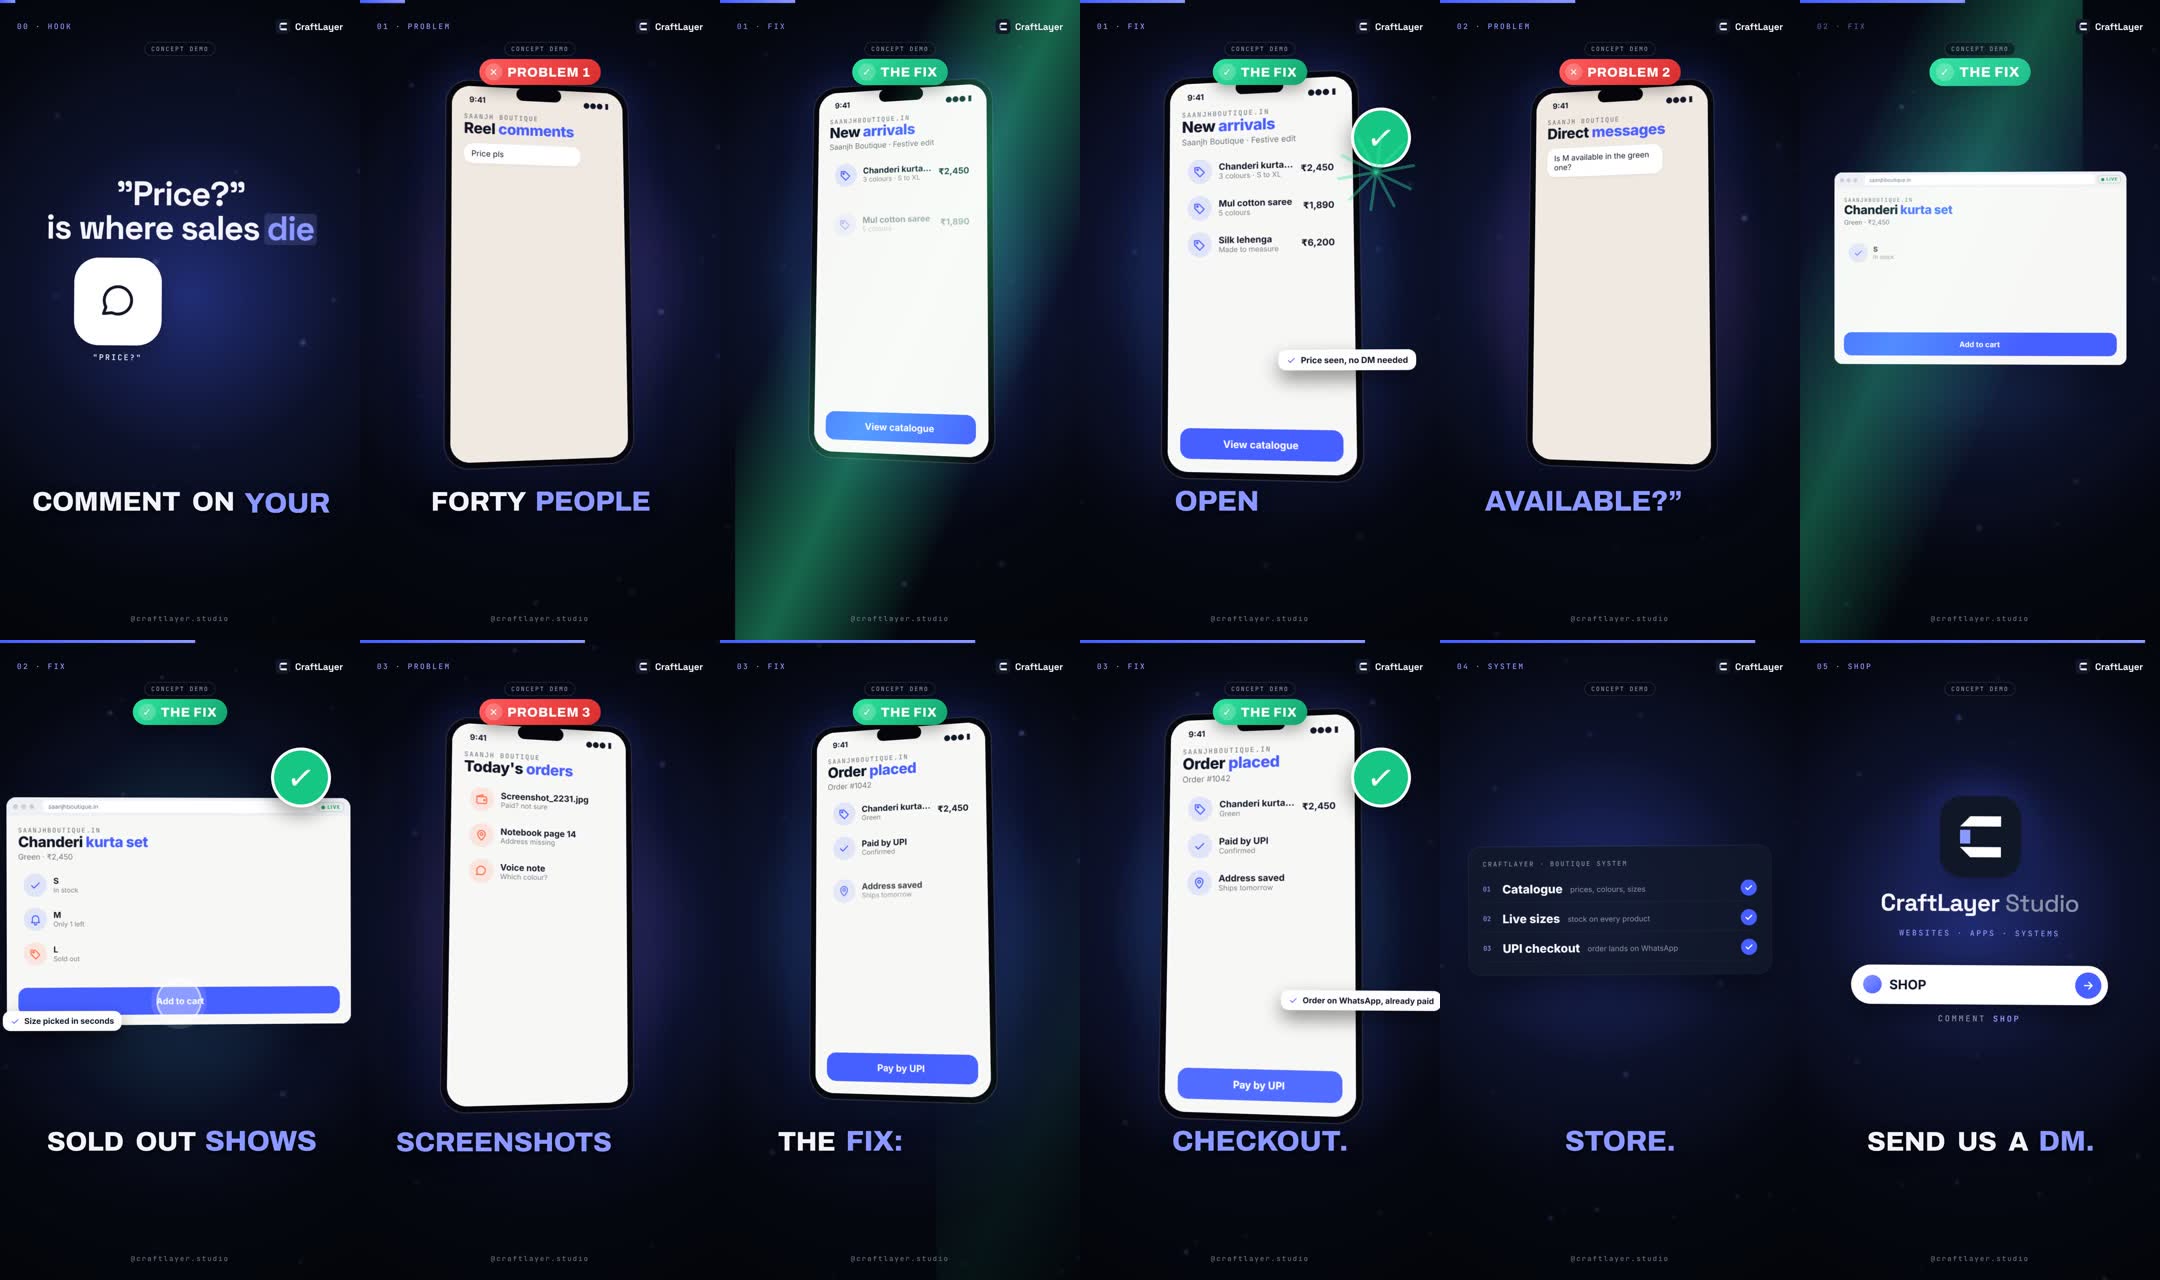 00 · HOOK
CraftLayer
CONCEPT DEMO
”Price?”
is where sales die
"PRICE?"
COMMENT ON YOUR
@craftlayer.studio
01 · PROBLEM
CraftLayer
CONCEPT DEMO
PROBLEM 1
9:41
SAANJH BOUTIQUE
Reel comments
Price pls
FORTY PEOPLE
@craftlayer.studio
01 · FIX
CraftLayer
CONCEPT DEMO
THE FIX
9:41
SAANJHBOUTIQUE.IN
New arrivals
Saanjh Boutique · Festive edit
Chanderi kurta... ₹2,450
3 colours · S to XL
Mul cotton saree ₹1,890
5 colours
View catalogue
@craftlayer.studio
01 · FIX
CraftLayer
CONCEPT DEMO
THE FIX
9:41
SAANJHBOUTIQUE.IN
New arrivals
Saanjh Boutique · Festive edit
Chanderi kurta... ₹2,450
3 colours · S to XL
Mul cotton saree ₹1,890
5 colours
Silk lehenga ₹6,200
Made to measure
Price seen, no DM needed
View catalogue
OPEN
@craftlayer.studio
02 · PROBLEM
CraftLayer
CONCEPT DEMO
PROBLEM 2
9:41
SAANJH BOUTIQUE
Direct messages
Is M available in the green
one?
AVAILABLE?”
@craftlayer.studio
02 · FIX
CraftLayer
CONCEPT DEMO
THE FIX
saanjhboutique.in
LIVE
SAANJHBOUTIQUE.IN
Chanderi kurta set
Green · ₹2,450
S
In stock
Add to cart
@craftlayer.studio
02 · FIX
CraftLayer
CONCEPT DEMO
THE FIX
saanjhboutique.in
LIVE
SAANJHBOUTIQUE.IN
Chanderi kurta set
Green · ₹2,450
S
In stock
M
Only 1 left
L
Sold out
Add to cart
Size picked in seconds
SOLD OUT SHOWS
@craftlayer.studio
03 · PROBLEM
CraftLayer
CONCEPT DEMO
PROBLEM 3
9:41
SAANJH BOUTIQUE
Today's orders
Screenshot_2231.jpg
Paid? not sure
Notebook page 14
Address missing
Voice note
Which colour?
SCREENSHOTS
@craftlayer.studio
03 · FIX
CraftLayer
CONCEPT DEMO
THE FIX
9:41
SAANJHBOUTIQUE.IN
Order placed
Order #1042
Chanderi kurta... ₹2,450
Green
Paid by UPI
Confirmed
Address saved
Ships tomorrow
Pay by UPI
THE FIX:
@craftlayer.studio
03 · FIX
CraftLayer
CONCEPT DEMO
THE FIX
9:41
SAANJHBOUTIQUE.IN
Order placed
Order #1042
Chanderi kurta... ₹2,450
Green
Paid by UPI
Confirmed
Address saved
Ships tomorrow
Order on WhatsApp, already paid
Pay by UPI
CHECKOUT.
@craftlayer.studio
04 · SYSTEM
CraftLayer
CONCEPT DEMO
CRAFTLAYER · BOUTIQUE SYSTEM
01 Catalogue prices, colours, sizes
02 Live sizes stock on every product
03 UPI checkout order lands on WhatsApp
STORE.
@craftlayer.studio
05 · SHOP
CraftLayer
CONCEPT DEMO
CraftLayer Studio
WEBSITES · APPS · SYSTEMS
SHOP
COMMENT SHOP
SEND US A DM.
@craftlayer.studio